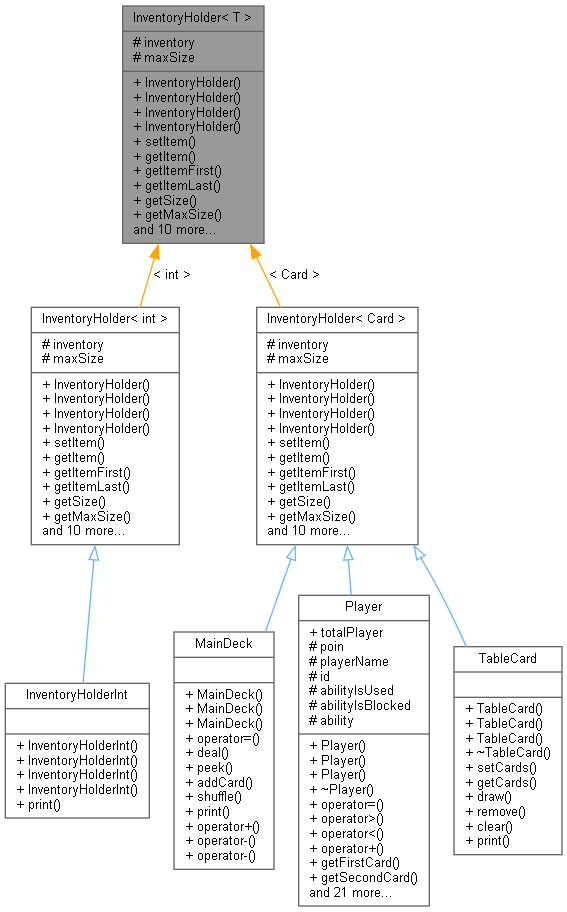 InventoryHolder< T >
# inventory
# maxSize
+ InventoryHolder()
+ InventoryHolder()
+ InventoryHolder()
+ InventoryHolder()
+ setItem()
+ getItem()
+ getItemFirst()
+ getItemLast()
+ getSize()
+ getMaxSize()
and 10 more...
< int >
< Card >
InventoryHolder< int >
# inventory
# maxSize
+ InventoryHolder()
+ InventoryHolder()
+ InventoryHolder()
+ InventoryHolder()
+ setItem()
+ getItem()
+ getItemFirst()
+ getItemLast()
+ getSize()
+ getMaxSize()
and 10 more...
InventoryHolder< Card >
# inventory
# maxSize
+ InventoryHolder()
+ InventoryHolder()
+ InventoryHolder()
+ InventoryHolder()
+ setItem()
+ getItem()
+ getItemFirst()
+ getItemLast()
+ getSize()
+ getMaxSize()
and 10 more...
InventoryHolderInt
+ InventoryHolderInt()
+ InventoryHolderInt()
+ InventoryHolderInt()
+ InventoryHolderInt()
+ print()
MainDeck
+ MainDeck()
+ MainDeck()
+ MainDeck()
+ operator=()
+ deal()
+ peek()
+ addCard()
+ shuffle()
+ print()
+ operator+()
+ operator-()
+ operator-()
Player
+ totalPlayer
# poin
# playerName
# id
# abilityIsUsed
# abilityIsBlocked
# ability
+ Player()
+ Player()
+ Player()
+ ~Player()
+ operator=()
+ operator>()
+ operator<()
+ operator+()
+ getFirstCard()
+ getSecondCard()
and 21 more...
TableCard
+ TableCard()
+ TableCard()
+ TableCard()
+ ~TableCard()
+ setCards()
+ getCards()
+ draw()
+ remove()
+ clear()
+ print()